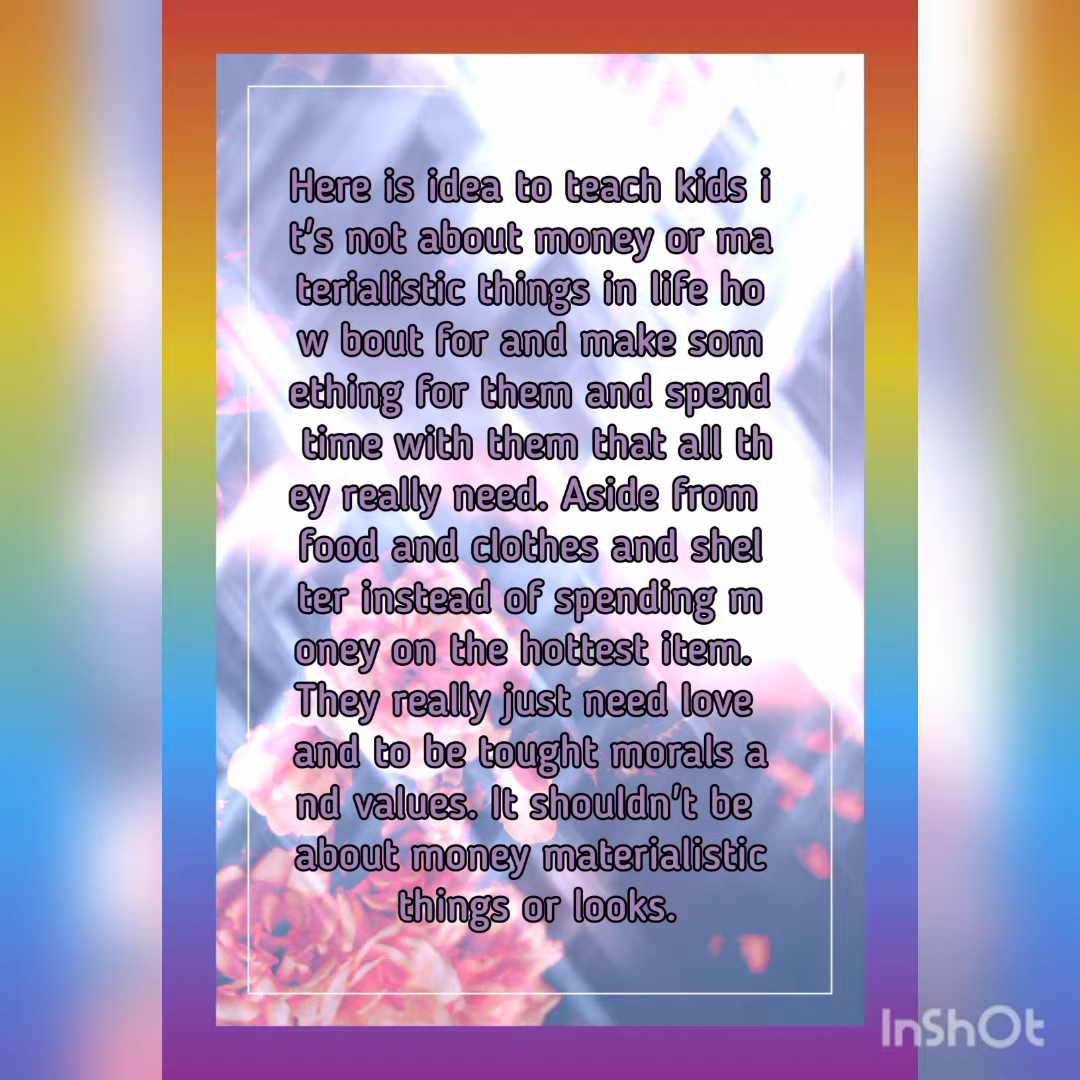 Here is idea to teach kids i
t's not about money or ma
terialistic things in life ho
w bout for and make som
ething for them and spend
time with them that all th
ey really need. Aside from
food and clothes and shel
ter instead of spending m
oney on the hottest item.
They really just need love
and to be tought morals a
nd values. It shouldn't be
about money materialistic
things or looks.
InShOt